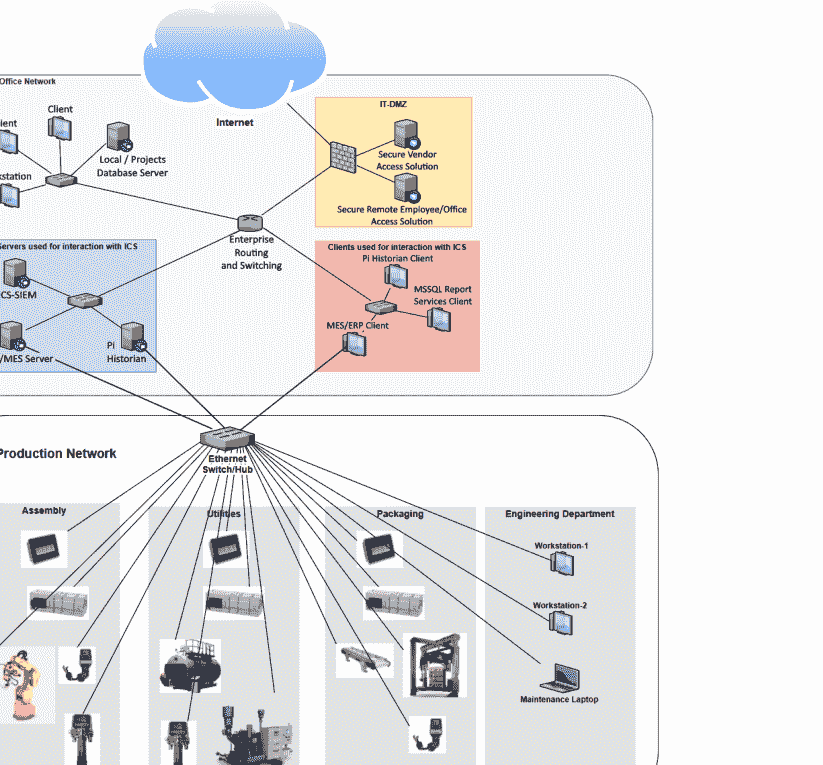 Office Network
IT-DMZ
Client
Internet
Local / Projects
Database Server
Secure Vendor
Access Solution
Secure Remote Employee/Office
Access Solution
Enterprise
Routing
and Switching
Servers used for interaction with ICS
Clients used for interaction with ICS
Pi Historian Client
MSSQL Report
Services Client
MES/ERP Client
CS-SIEM
/MES Server
Pi
Historian
Production Network
Ethernet
Switch/Hub
Assembly
Utilities
Packaging
Engineering Department
Workstation-1
Workstation-2
Maintenance Laptop